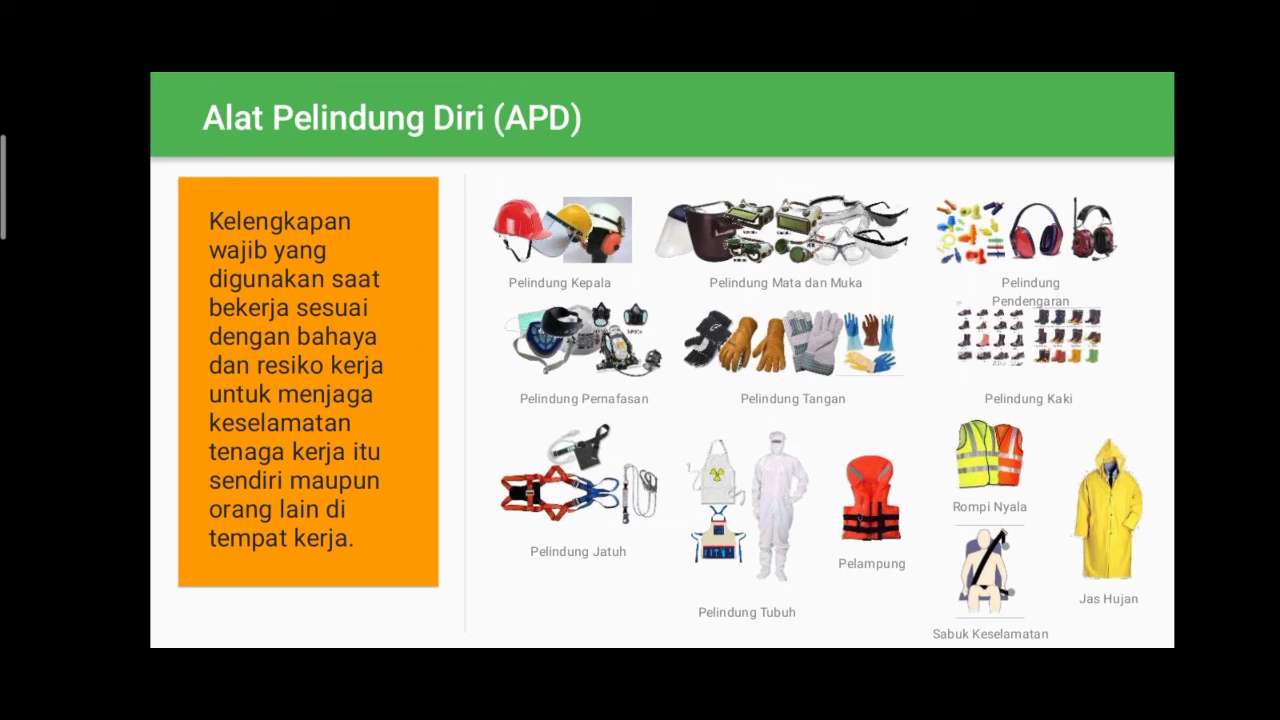 Alat Pelindung Diri (APD)
Kelengkapan
wajib yang
digunakan saat
bekerja sesuai
dengan bahaya
dan resiko kerja
untuk menjaga
keselamatan
tenaga kerja itu
sendiri maupun
orang lain di
tempat kerja.
Pelindung Kepala
Pelindung Mata dan Muka
Pelindung
Pendengaran
Pelindung Pernafasan
Pelindung Tangan
Pelindung Kaki
Pelindung Jatuh
Pelindung Tubuh
Pelampung
Rompi Nyala
Sabuk Keselamatan
Jas Hujan